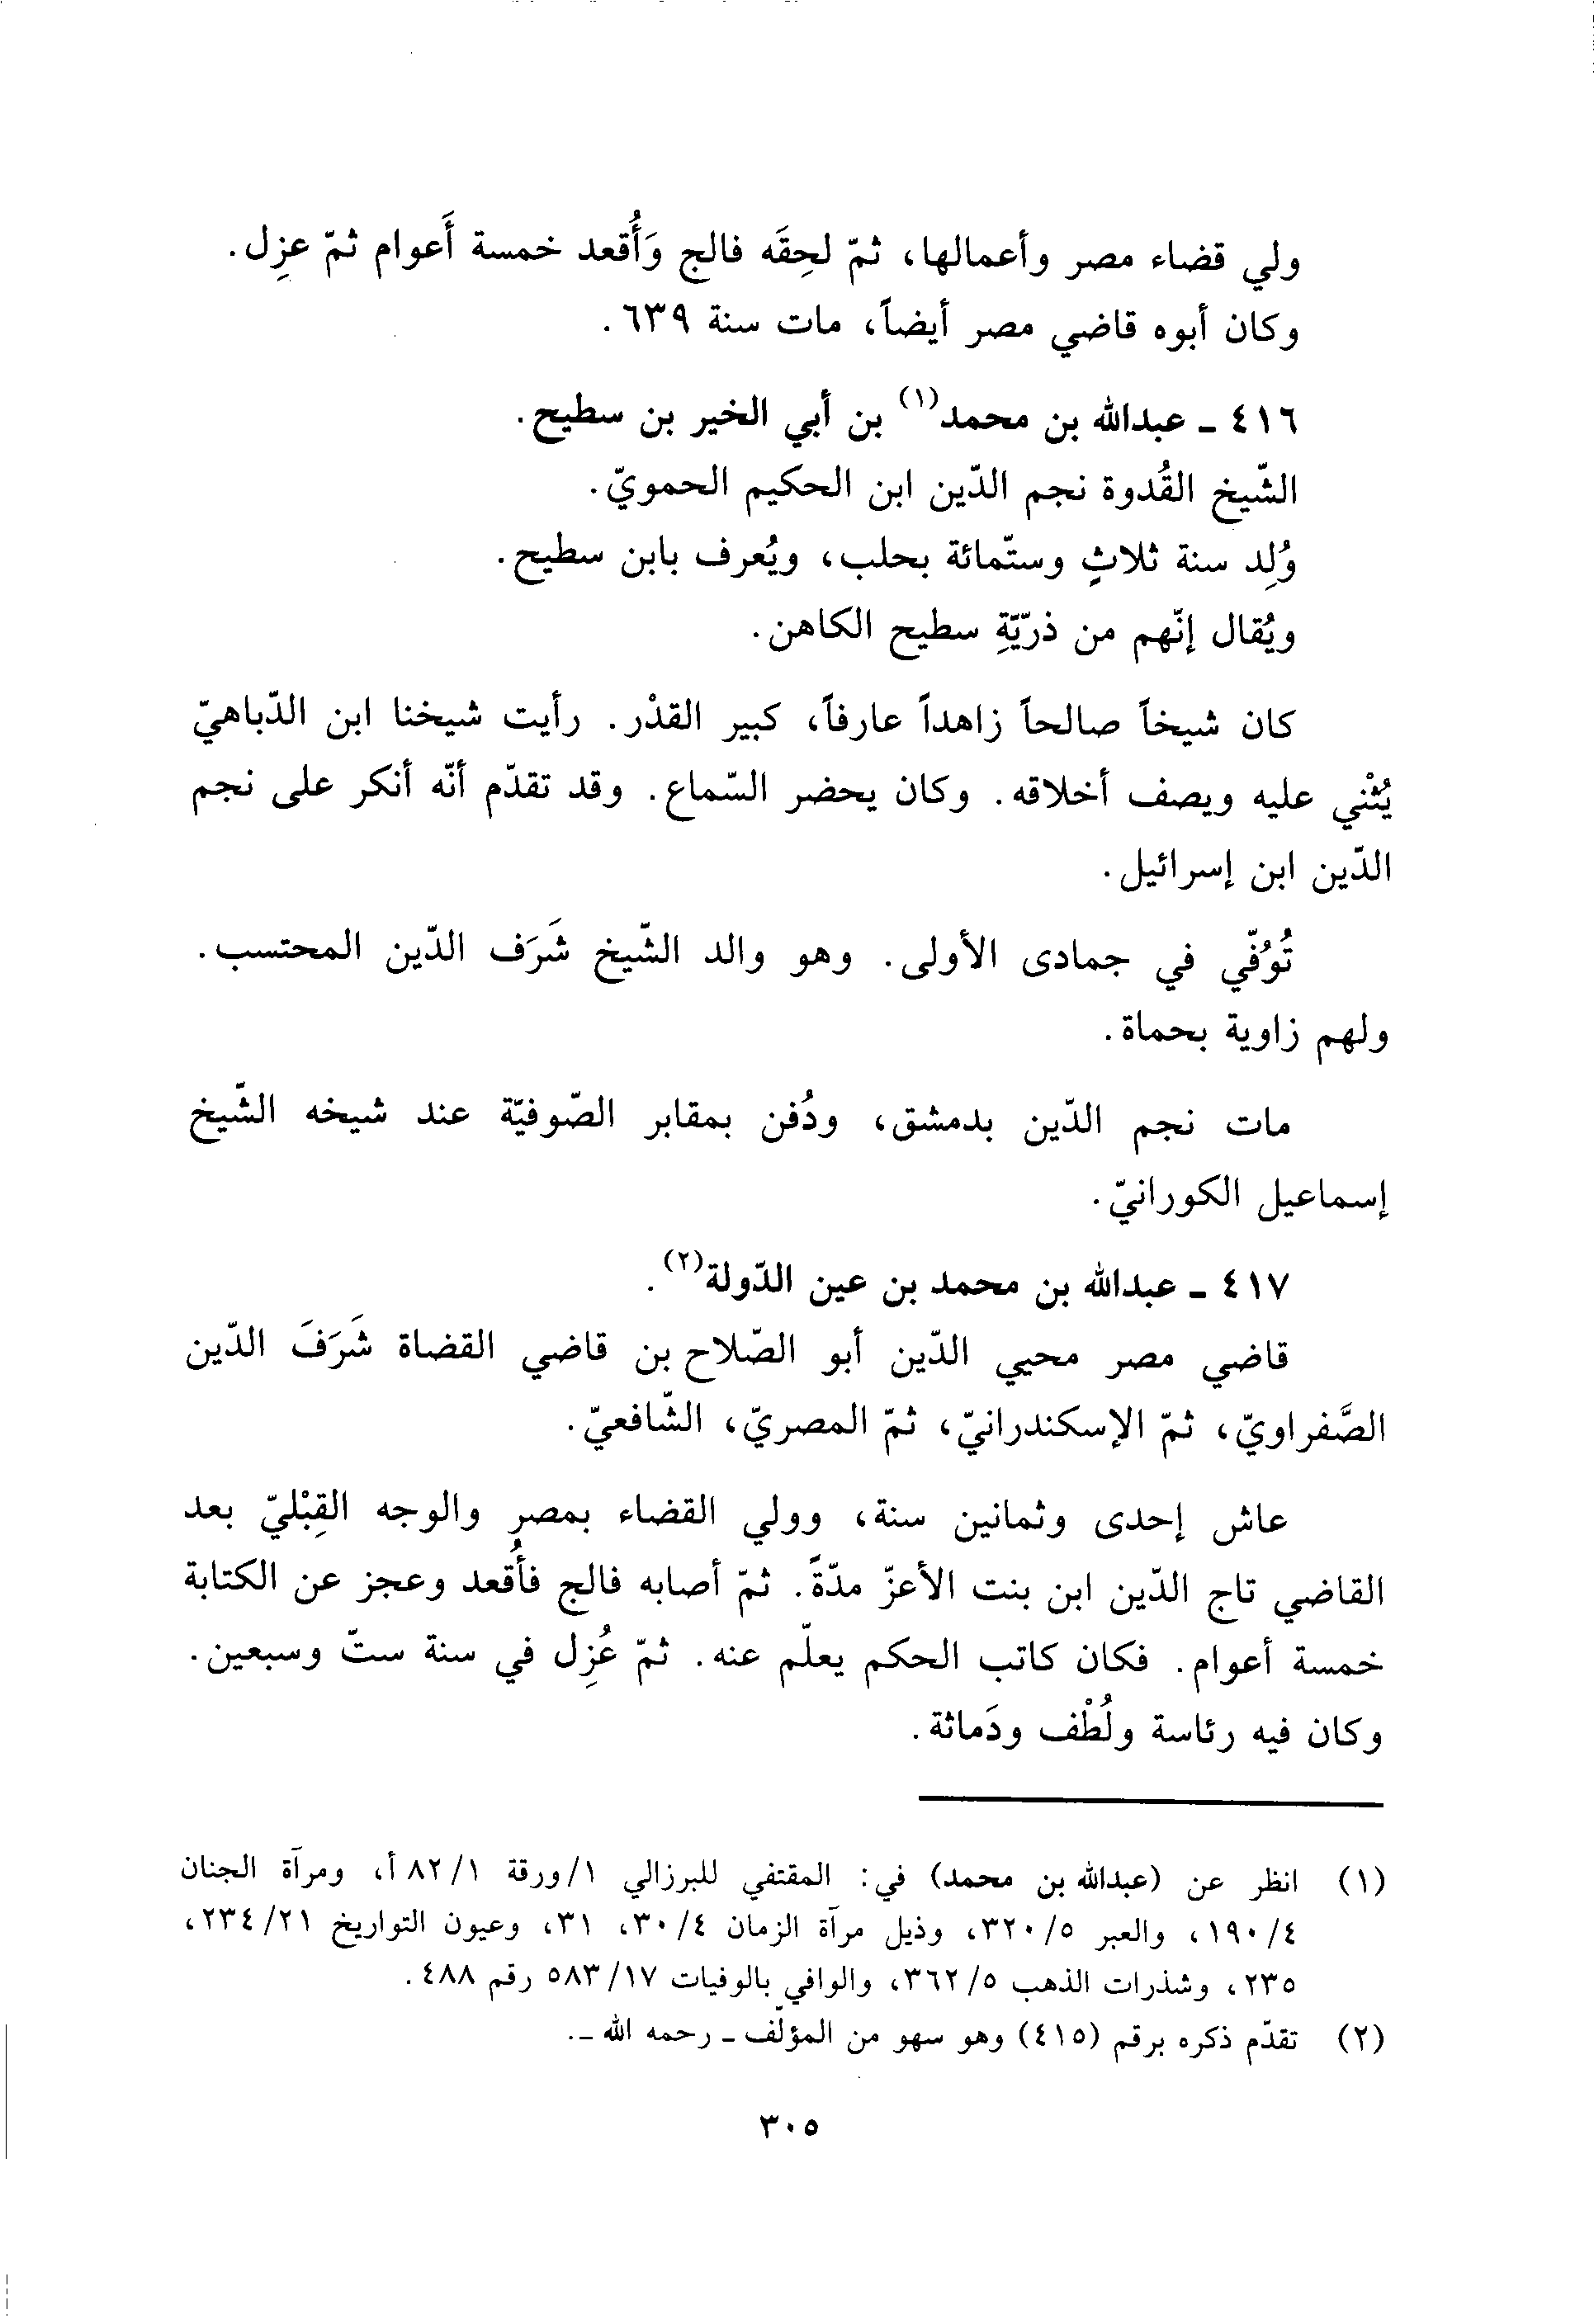 ولي قضاء مصر وأعمالها، ثمّ لحِقَه فالج وَأُقعد خمسة أَعوام ثمّ عزِل.
وكان أبوه قاضي مصر أيضاً، مات سنة ٦٣٩.
٤١٦ ـ عبدالله بن محمد(١) بن أبي الخير بن سطيح.
الشّيخ القُدوة نجم الدّين ابن الحكيم الحمويّ.
وُلِد سنة ثلاثٍ وستّمائة بحلب، ويُعرف بابن سطيح.
ويُقال إنّهم من ذرّيّةِ سطيح الكاهن.
كان شيخاً صالحاً زاهداً عارفاً، كبير القدْر. رأيت شيخنا ابن الدّباهيّ
يُثْني عليه ويصف أخلاقه. وكان يحضر السّماع. وقد تقدّم أنّه أنكر على نجم
الدّين ابن إسرائيل.
تُوُفّي في جمادى الأولى. وهو والد الشّيخ شَرَف الدّين المحتسب.
ولهم زاوية بحماة.
مات نجم الدّين بدمشق، ودُفن بمقابر الصّوفيّة عند شيخه الشّيخ
إسماعيل الكورانيّ.
٤١٧ ـ عبدالله بن محمد بن عين الدّولة(٢).
قاضي مصر محيي الدّين أبو الصّلاح بن قاضي القضاة شَرَفَ الدّين
الصَّفراويّ، ثمّ الإسكندرانيّ، ثمّ المصريّ، الشّافعيّ.
عاش إحدى وثمانين سنة، وولي القضاء بمصر والوجه القِبْليّ بعد
القاضي تاج الدّين ابن بنت الأعزّ مدّةً. ثمّ أصابه فالج فأُقعد وعجز عن الكتابة
خمسة أعوام. فكان كاتب الحكم يعلّم عنه. ثمّ عُزِل في سنة ستّ وسبعين.
وكان فيه رئاسة ولُطْف ودَماثة.
(١) انظر عن (عبدالله بن محمد) في: المقتفي للبرزالي ١/ورقة ٨٢/١ أ، ومرآة الجنان
٤/ ١٩٠، والعبر ٥/ ٣٢٠، وذيل مرآة الزمان ٤/ ٣٠، ٣١، وعيون التواريخ ٢١/ ٢٣٤،
٢٣٥، وشذرات الذهب ٥/ ٣٦٢، والوافي بالوفيات ١٧/ ٥٨٣ رقم ٤٨٨.
(٢) تقدّم ذكره برقم (٤١٥) وهو سهو من المؤلّف ـ رحمه الله ـ.
٣٠٥